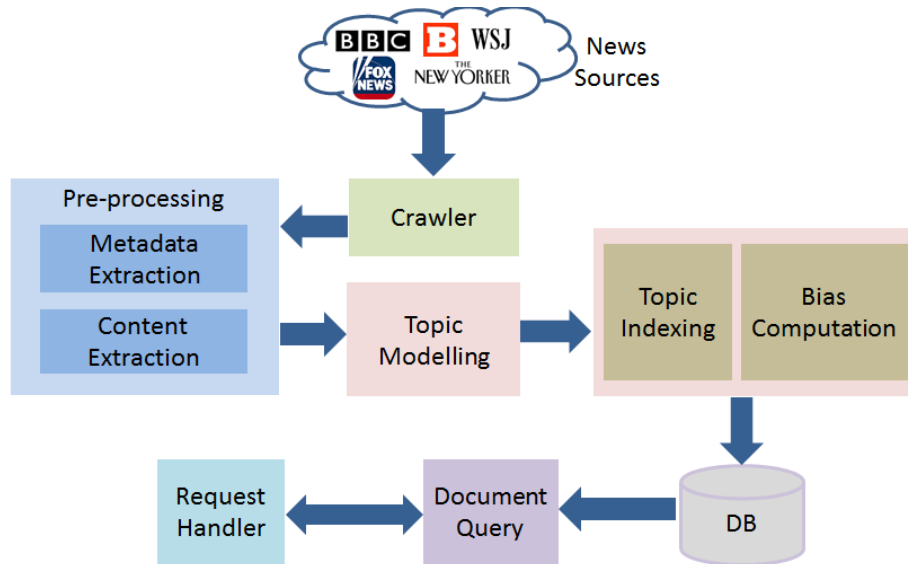 BBC
B
WSJ
FOX
NEWS
THE
NEW YORKER
News
Sources
Pre-processing
Metadata
Extraction
Content
Extraction
Crawler
Topic
Modelling
Topic
Indexing
Bias
Computation
Request
Handler
Document
Query
DB